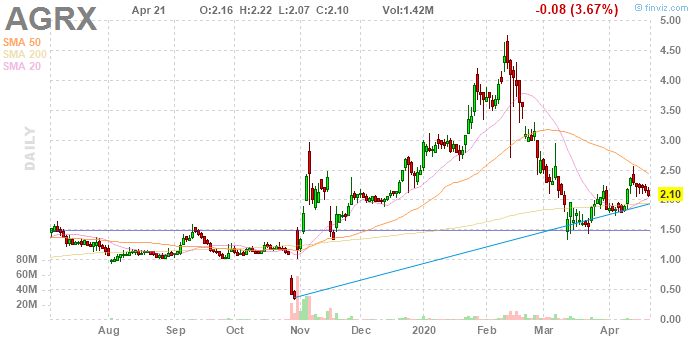 AGRX
Apr 21 O:2.16 H:2.22 L:2.07 C:2.10 Vol:1.42M -0.08 (3.67%)
© finviz.com
SMA 50
SMA 200
SMA 20
DAILY
5.00
4.50
4.00
3.50
3.00
2.50
2.10
1.50
1.00
0.50
0.00
80M
60M
40M
20M
Aug Sep Oct Nov Dec 2020 Feb Mar Apr